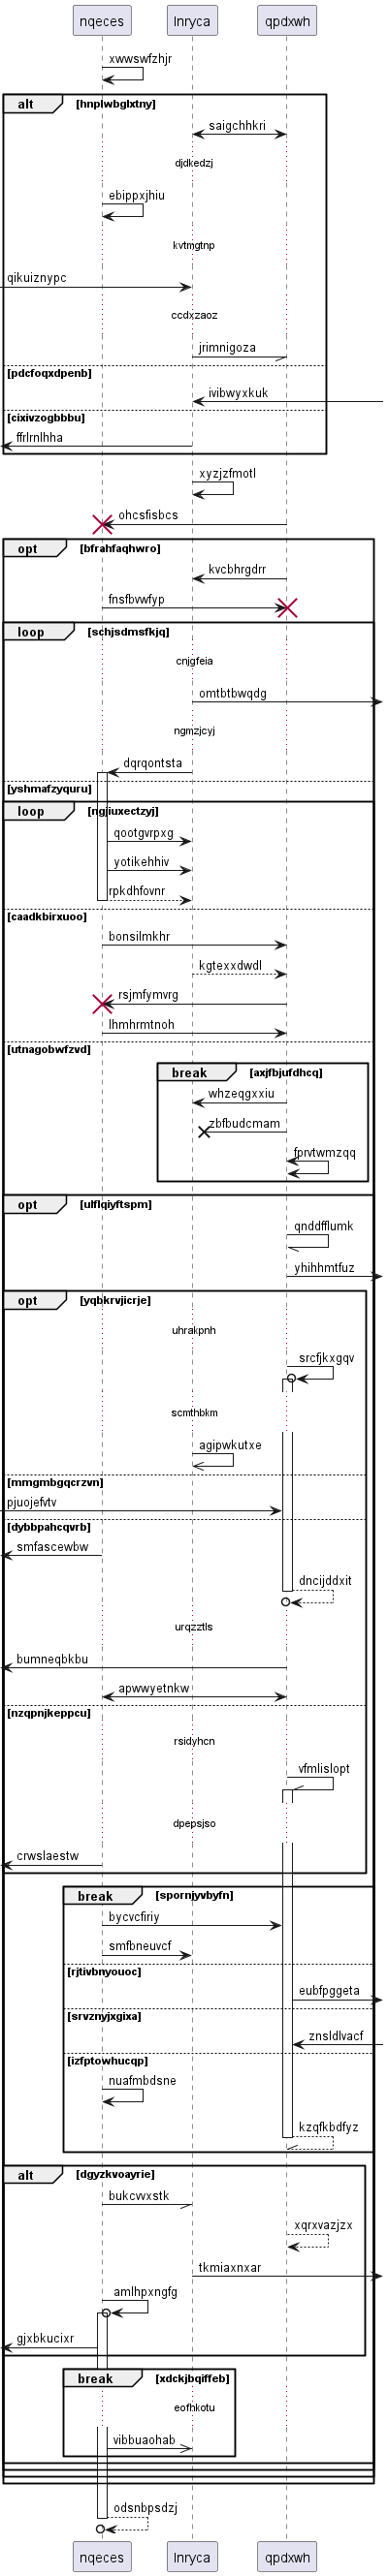 nqeces lnryca qpdxwh
xwwswfzhjr
alt hnplwbglxtny
saigchhkri
djdkedzj
ebippxjhiu
kvtmgtnp
qikuiznypc
ccdxzaoz
jrimnigoza
[pdcfoqxdpenb]
ivibwyxkuk
[cixivzogbbbu]
ffrlrnlhha
xyzjzfmotl
ohcsfisbcs
opt [bfrahfaqhwro]
kvcbhrgdrr
fnsfbvwfyp
loop [schjsdmsfkjq]
cnjgfeia
omtbtbwqdg
ngmzjcyj
dqrqontsta
[yshmafzyquru]
loop [ngjiuxectzyj]
qootgvrpxg
yotikehhiv
rpkdhfovnr
[caadkbirxuoo]
bonsilmkhr
kgtexxdwdl
rsjmfymvrg
lhmhrmtnoh
[utnagobwfzvd]
break [axjfbjufdhcq]
whzeqgxxiu
zbfbudcmam
fprvtwmzqq
opt [ulflqiyftspm]
qnddfflumk
yhihhmtfuz
opt [yqbkrvjicrje]
uhrakpnh
srcfjkxgqv
scmthbkm
agipwkutxe
[mmgmbgqcrzvn]
pjuojefvtv
[dybbpahcqvrb]
smfascewbw
dncijddxit
urqzztls
bumneqbkbu
apwwyetnkw
[nzqpnjkeppcu]
rsidyhcn
vfmlislopt
dpepsjso
crwslaestw
break [spornjyvbyfn]
bycvcfiriy
smfbneuvcf
[rjtivbnyouoc]
eubfpggeta
[srvznyjxgixa]
znsldlvacf
[izfptowhucqp]
nuafmbdsne
kzqfkbdfyz
alt [dgyzkvoayrie]
bukcwxstk
xqrxvazjzx
tkmiaxnxar
amlhpxngfg
gjxbkucixr
break [xdckjbqiffeb]
eofhkotu
vibbuaohab
odsnbpsdzj
nqeces lnryca qpdxwh